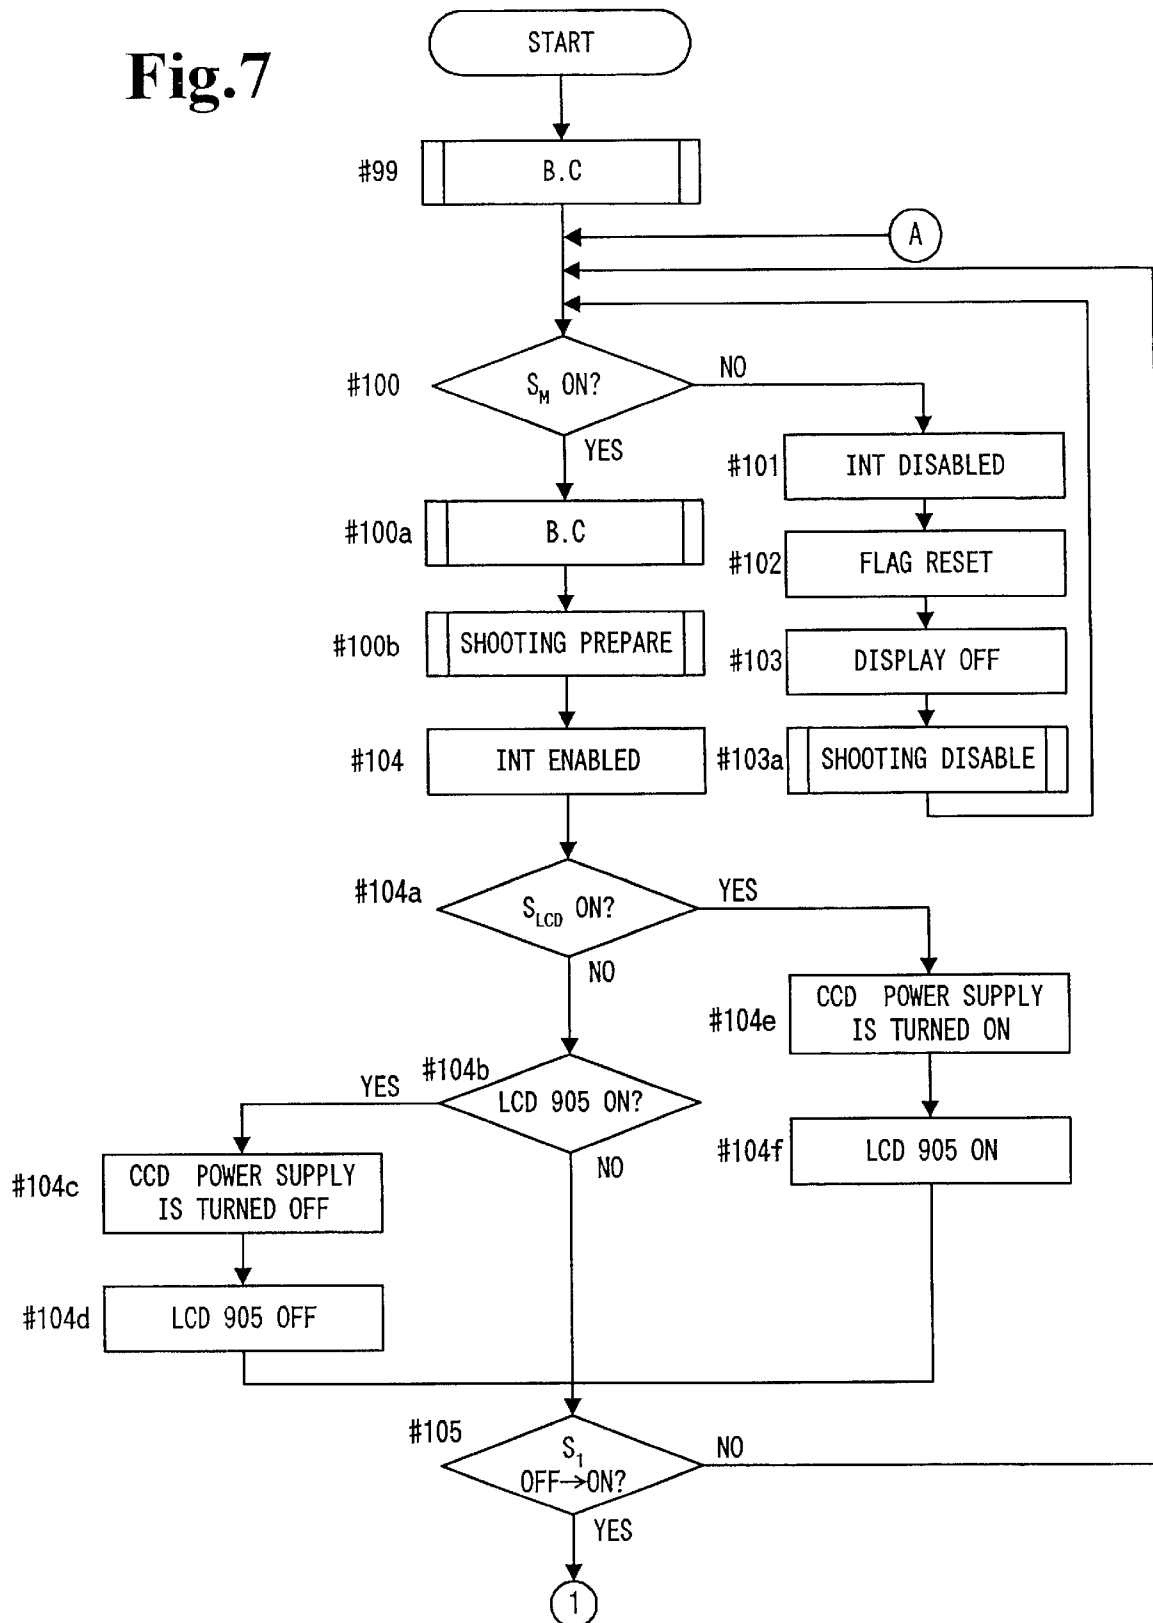 Fig.7
START
#99
B.C
A
#100
S_M ON?
NO
YES
#101
INT DISABLED
#100a
B.C
#102
FLAG RESET
#100b
SHOOTING PREPARE
#103
DISPLAY OFF
#104
INT ENABLED
#103a
SHOOTING DISABLE
#104a
S_LCD ON?
YES
NO
#104e
CCD POWER SUPPLY
IS TURNED ON
#104b
LCD 905 ON?
YES
NO
#104f
LCD 905 ON
#104c
CCD POWER SUPPLY
IS TURNED OFF
#104d
LCD 905 OFF
#105
S_1
OFF→ON?
NO
YES
1